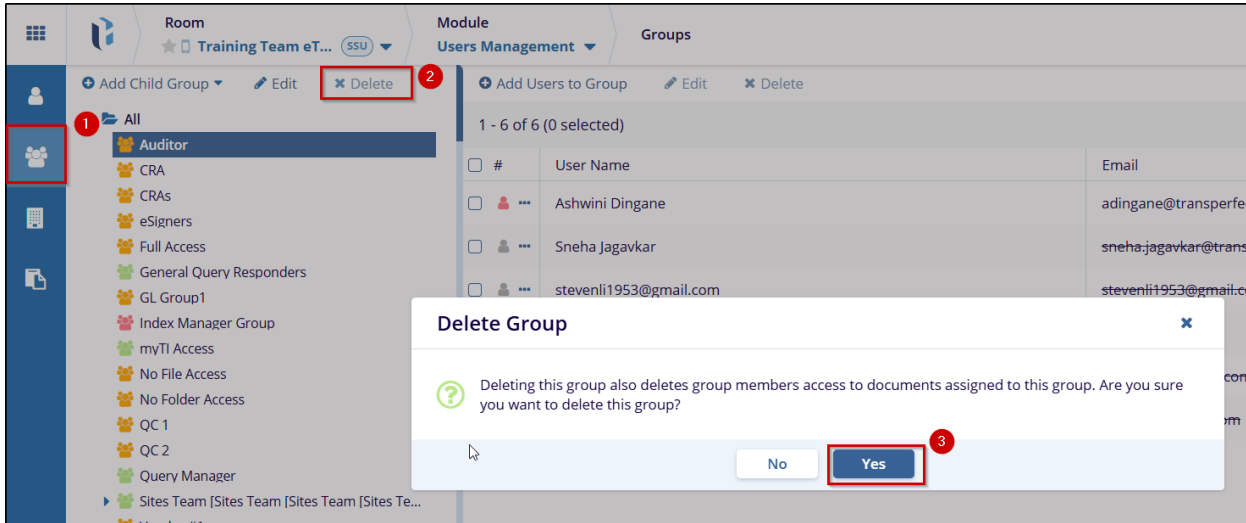 Room
Training Team eT... SSU
Module
Users Management
Groups
Add Child Group
Edit
Delete
2
Add Users to Group
Edit
Delete
1
All
1 - 6 of 6 (0 selected)
Auditor
CRA
CRAs
eSigners
Full Access
General Query Responders
GL Group1
Index Manager Group
myTI Access
No File Access
No Folder Access
QC 1
QC 2
Query Manager
Sites Team [Sites Team [Sites Team [Sites Te...
# User Name Email
Ashwini Dingane adingane@transperfe
Sneha Jagavkar sneha.jagavkar@trans
stevenli1953@gmail.com stevenli1953@gmail.c
Delete Group
Deleting this group also deletes group members access to documents assigned to this group. Are you sure
you want to delete this group?
com
om
3
No
Yes